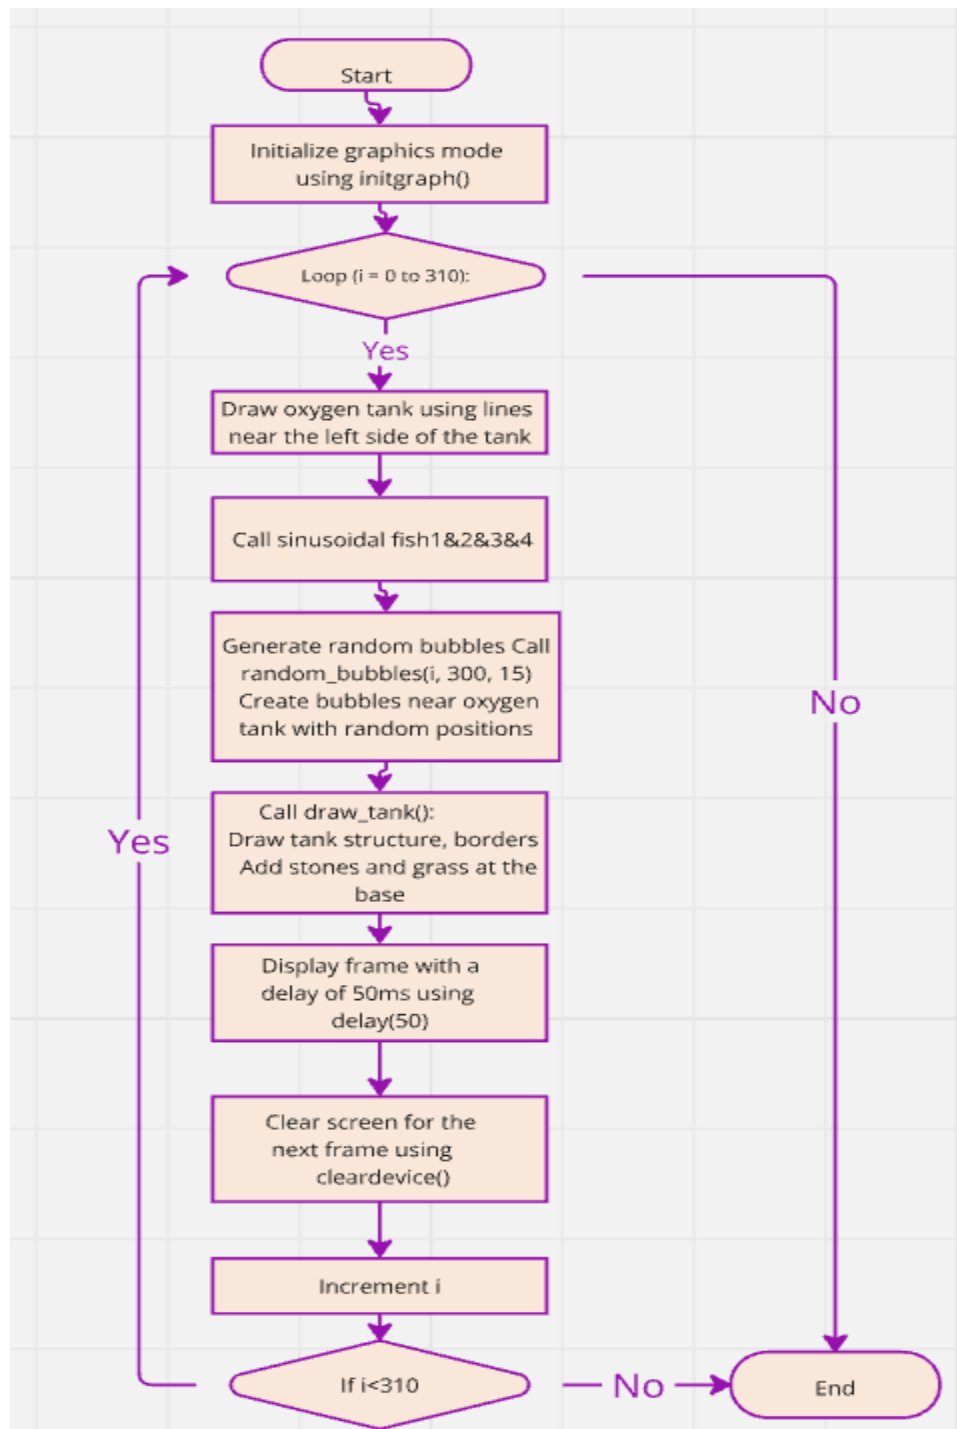 Start
Initialize graphics mode
using initgraph()
Loop (i = 0 to 310):
Yes
Draw oxygen tank using lines
near the left side of the tank
Call sinusoidal fish1&2&3&4
Generate random bubbles Call
random_bubbles(i, 300, 15)
Create bubbles near oxygen
tank with random positions
No
Call draw_tank():
Draw tank structure, borders
Add stones and grass at the
base
Yes
Display frame with a
delay of 50ms using
delay(50)
Clear screen for the
next frame using
cleardevice()
Increment i
If i<310
No
End